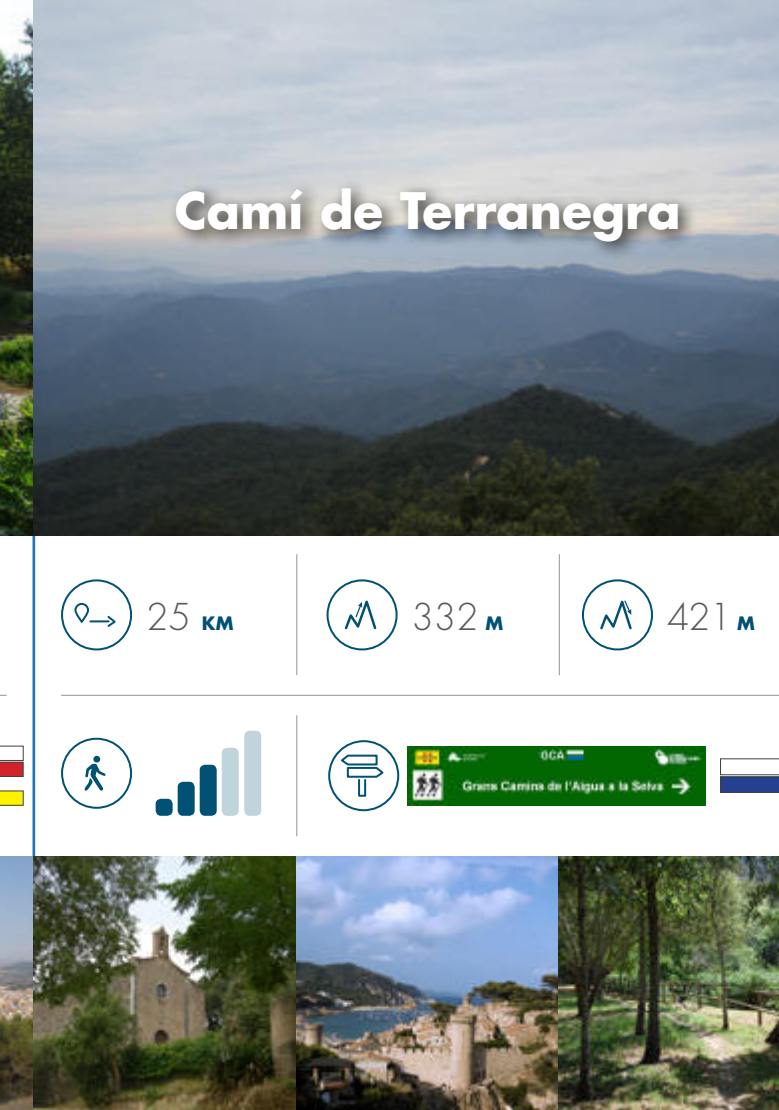 Camí de Terranegra
25 KM
332 M
421 M
GCA
Grans Camins de l'Aigua a la Selva